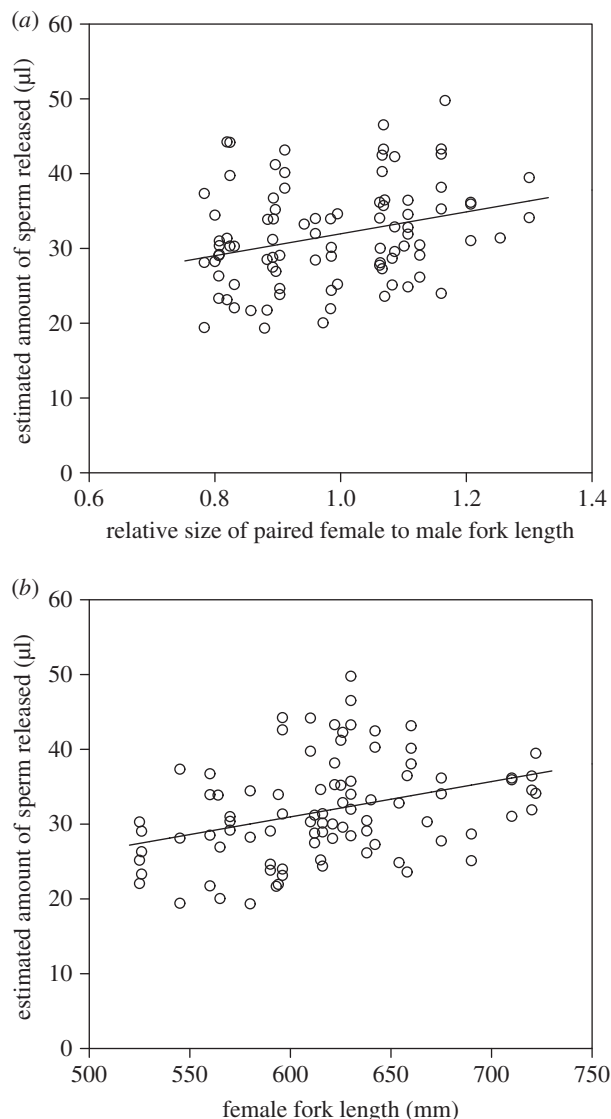 (a)
60
50
40
30
20
10
0
estimated amount of sperm released (µl)
0.6 0.8 1.0 1.2 1.4
relative size of paired female to male fork length
(b)
60
50
40
30
20
10
0
estimated amount of sperm released (µl)
500 550 600 650 700 750
female fork length (mm)